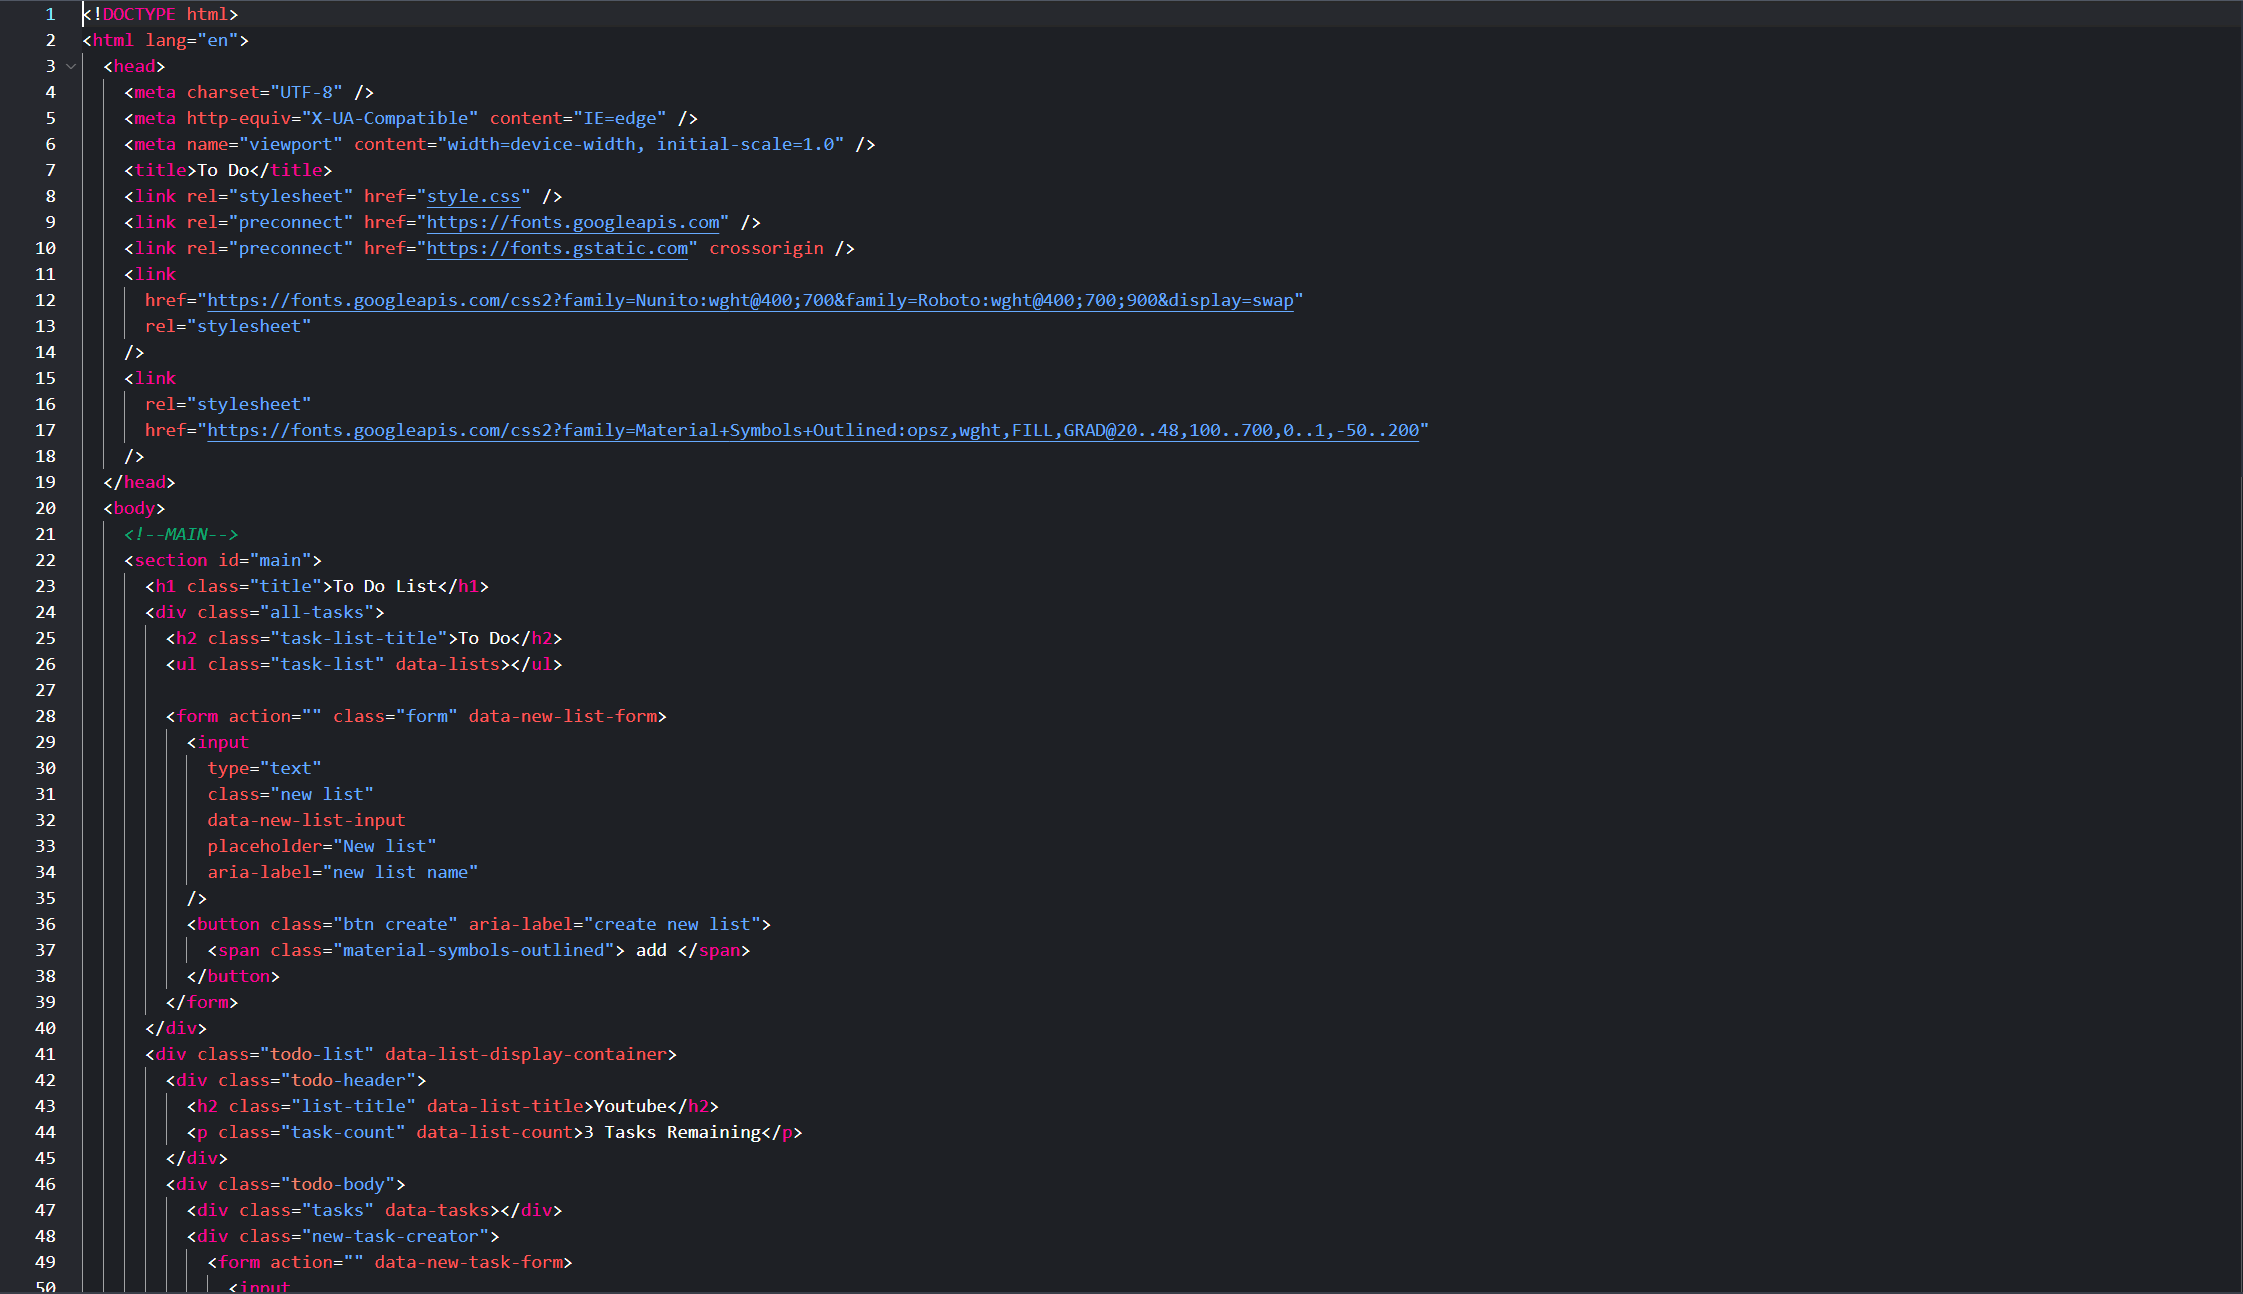 1 <!DOCTYPE html>
2 <html lang="en">
3 <head>
4 <meta charset="UTF-8" />
5 <meta http-equiv="X-UA-Compatible" content="IE=edge" />
6 <meta name="viewport" content="width=device-width, initial-scale=1.0" />
7 <title>To Do</title>
8 <link rel="stylesheet" href="style.css" />
9 <link rel="preconnect" href="https://fonts.googleapis.com" />
10 <link rel="preconnect" href="https://fonts.gstatic.com" crossorigin />
11 <link
12 href="https://fonts.googleapis.com/css2?family=Nunito:wght@400;700&family=Roboto:wght@400;700;900&display=swap"
13 rel="stylesheet"
14 />
15 <link
16 rel="stylesheet"
17 href="https://fonts.googleapis.com/css2?family=Material+Symbols+Outlined:opsz,wght,FILL,GRAD@20..48,100..700,0..1,-50..200"
18 />
19 </head>
20 <body>
21 <!--MAIN-->
22 <section id="main">
23 <h1 class="title">To Do List</h1>
24 <div class="all-tasks">
25 <h2 class="task-list-title">To Do</h2>
26 <ul class="task-list" data-lists></ul>
27
28 <form action="" class="form" data-new-list-form>
29 <input
30 type="text"
31 class="new list"
32 data-new-list-input
33 placeholder="New list"
34 aria-label="new list name"
35 />
36 <button class="btn create" aria-label="create new list">
37 <span class="material-symbols-outlined"> add </span>
38 </button>
39 </form>
40 </div>
41 <div class="todo-list" data-list-display-container>
42 <div class="todo-header">
43 <h2 class="list-title" data-list-title>Youtube</h2>
44 <p class="task-count" data-list-count>3 Tasks Remaining</p>
45 </div>
46 <div class="todo-body">
47 <div class="tasks" data-tasks></div>
48 <div class="new-task-creator">
49 <form action="" data-new-task-form>
50 <input